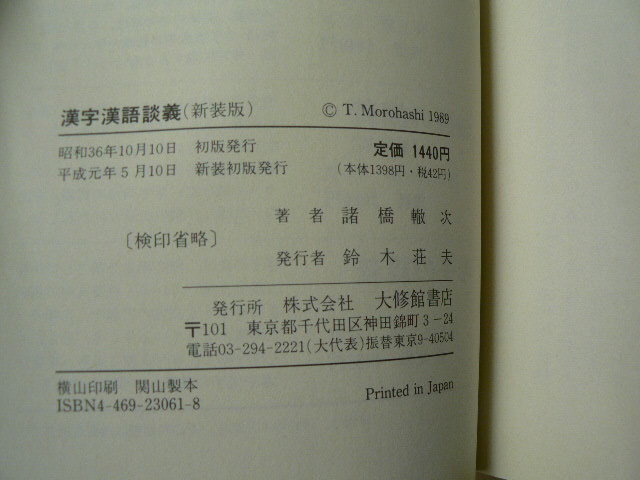 漢字漢語談義(新装版)
© T. Morohashi 1989
昭和36年10月10日 初版発行
平成元年5月10日 新装初版発行
定価 1440円
(本体1398円・税42円)
著者 諸橋轍次
〔検印省略〕
発行者 鈴木荘夫
発行所 株式会社 大修館書店
〒101 東京都千代田区神田錦町3-24
電話03-294-2221(大代表)振替東京9-40504
横山印刷 関山製本
ISBN4-469-23061-8
Printed in Japan